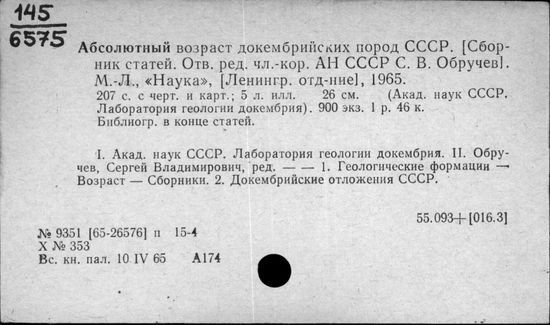 145
6575
Абсолютный возраст докембрийских пород СССР. [Сбор-
ник статей. Отв. ред. чл.-кор. АН СССР С. В. Обручев].
М.-Л., «Наука», [Ленингр. отд-ние], 1965.
207 с. с черт. и карт.; 5 л. илл. 26 см. (Акад. наук СССР.
Лаборатория геологии докембрия). 900 экз. 1 р. 46 к.
Библиогр. в конце статей.
I. Акад. наук СССР. Лаборатория геологии докембрия. II. Обру-
чев, Сергей Владимирович, ред. — — 1. Геологические формации —
Возраст — Сборники. 2. Докембрийские отложения СССР.
55.093+[016.3]
№ 9351 [65-26576] п 15-4
Х № 353
Вс. кн. пал. 10 IV 65 А174